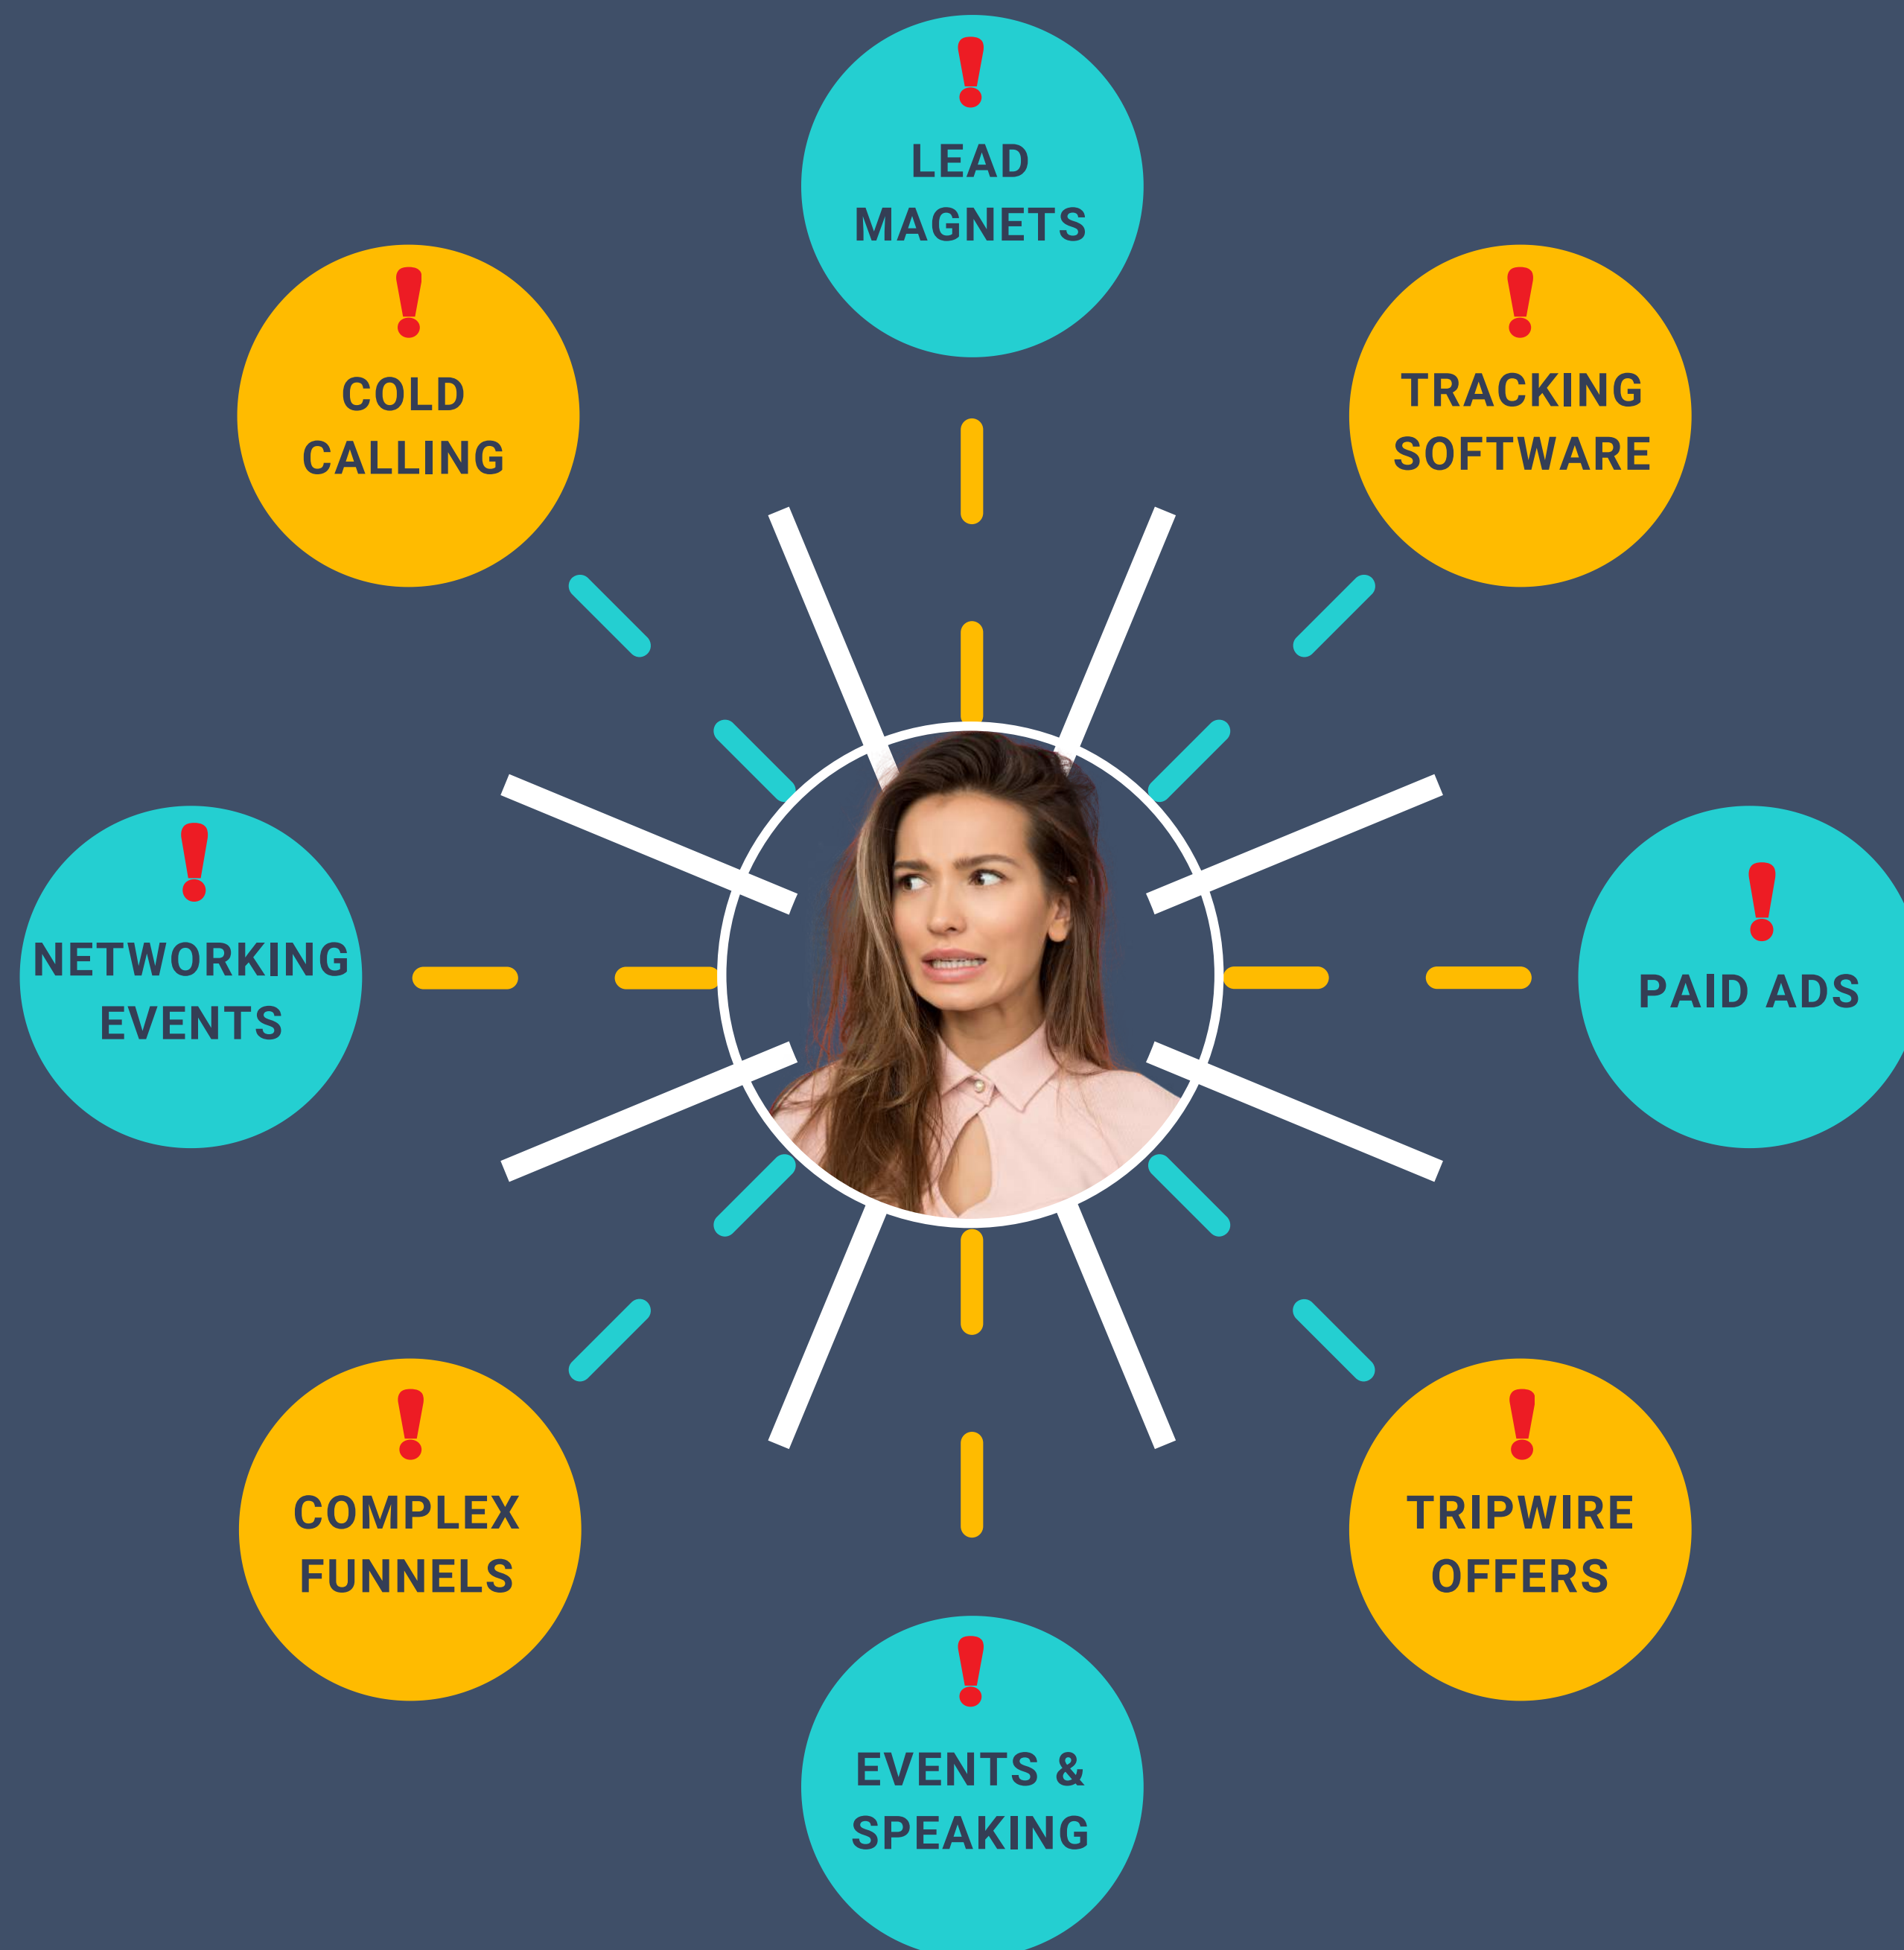 !
LEAD
MAGNETS
!
COLD
CALLING
!
TRACKING
SOFTWARE
!
NETWORKING
EVENTS
!
PAID ADS
!
COMPLEX
FUNNELS
!
TRIPWIRE
OFFERS
!
EVENTS &
SPEAKING